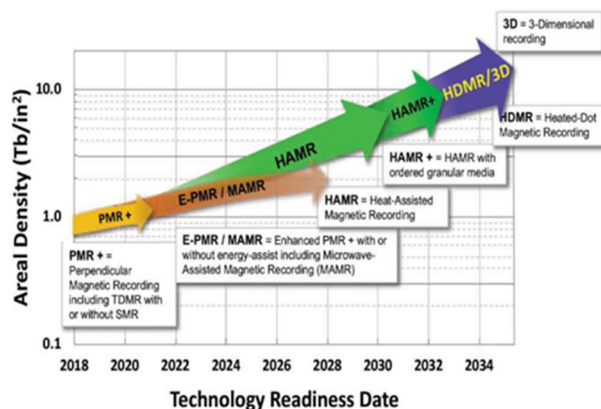 3D = 3-Dimensional
recording
10.0
HAMR+
HDMR/3D
HDMR = Heated-Dot
Magnetic Recording
HAMR
HAMR + = HAMR with
ordered granular media
E-PMR / MAMR
HAMR = Heat-Assisted
Magnetic Recording
1.0
PMR +
E-PMR / MAMR = Enhanced PMR + with or
without energy-assist including Microwave-
Assisted Magnetic Recording (MAMR)
PMR + =
Perpendicular
Magnetic Recording
including TDMR with
or without SMR
0.1
Areal Density (Tb/in²)
2018 2020 2022 2024 2026 2028 2030 2032 2034
Technology Readiness Date